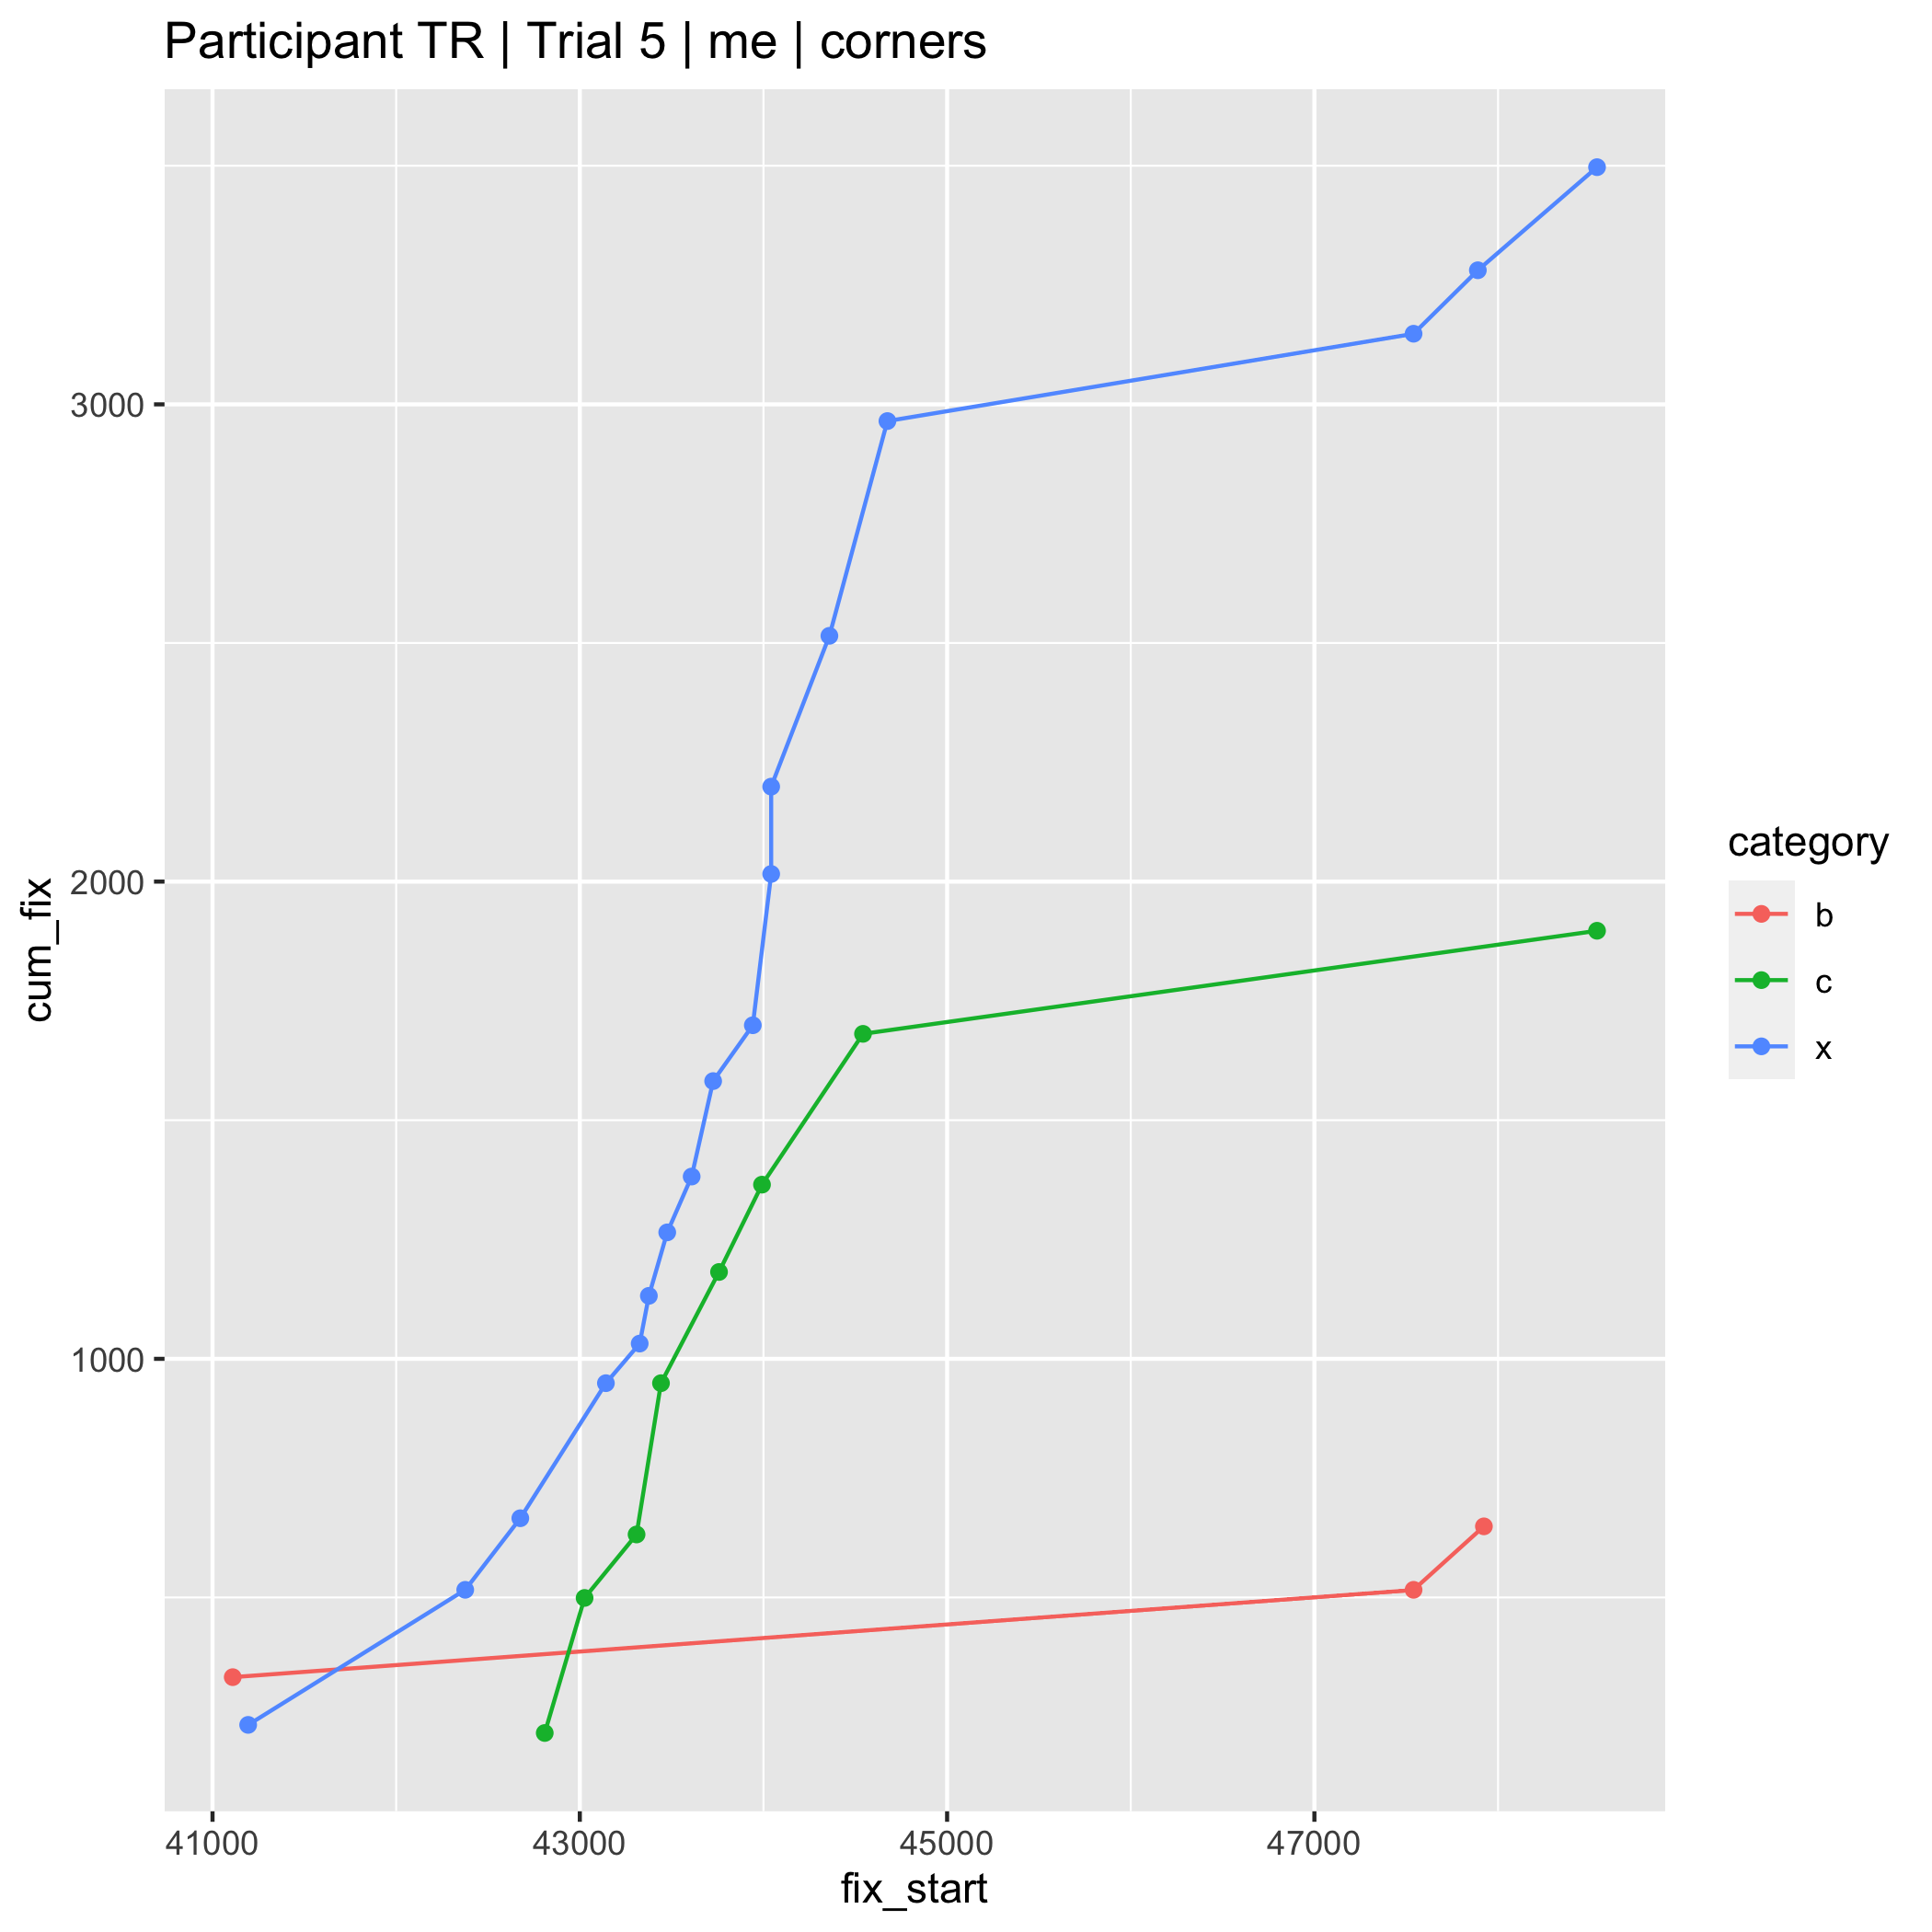 Participant TR | Trial 5 | me | corners
3000
2000
1000
cum_fix
41000 43000 45000 47000
fix_start
category
b
c
x